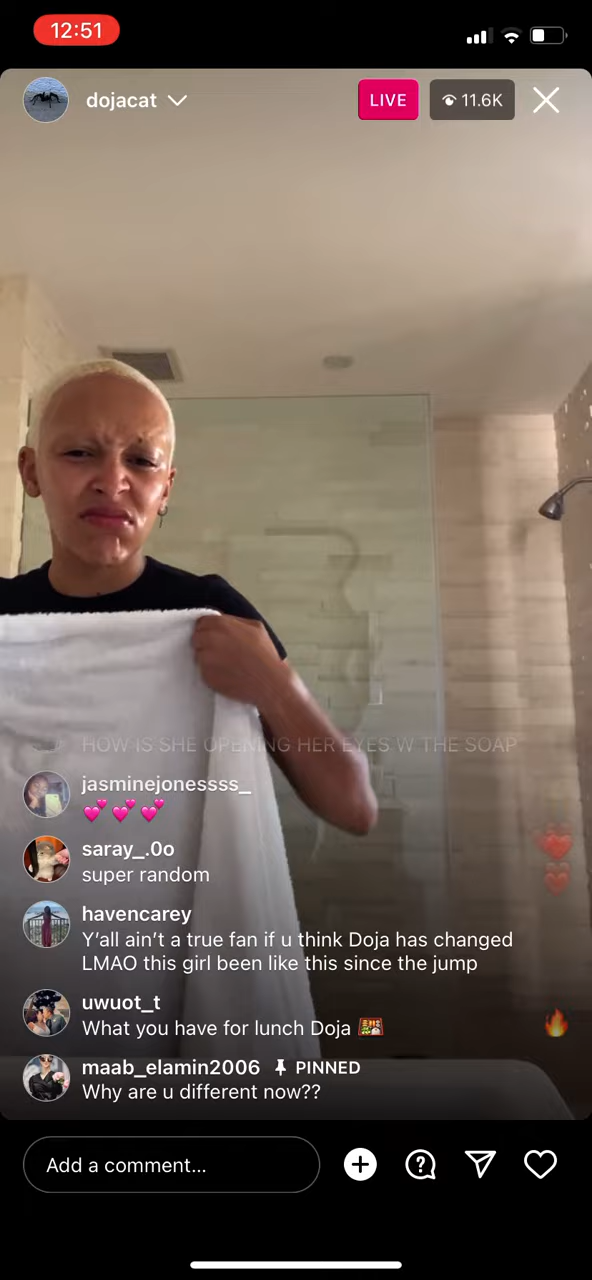 12:51
dojacat
LIVE
11.6K
HOW IS SHE OPENING HER EYES W THE SOAP
jasminejonessss_
💕 💕 💕
saray_.0o
super random
havencarey
Y'all ain't a true fan if u think Doja has changed
LMAO this girl been like this since the jump
uwuot_t
What you have for lunch Doja 🍱
maab_elamin2006 PINNED
Why are u different now??
Add a comment...